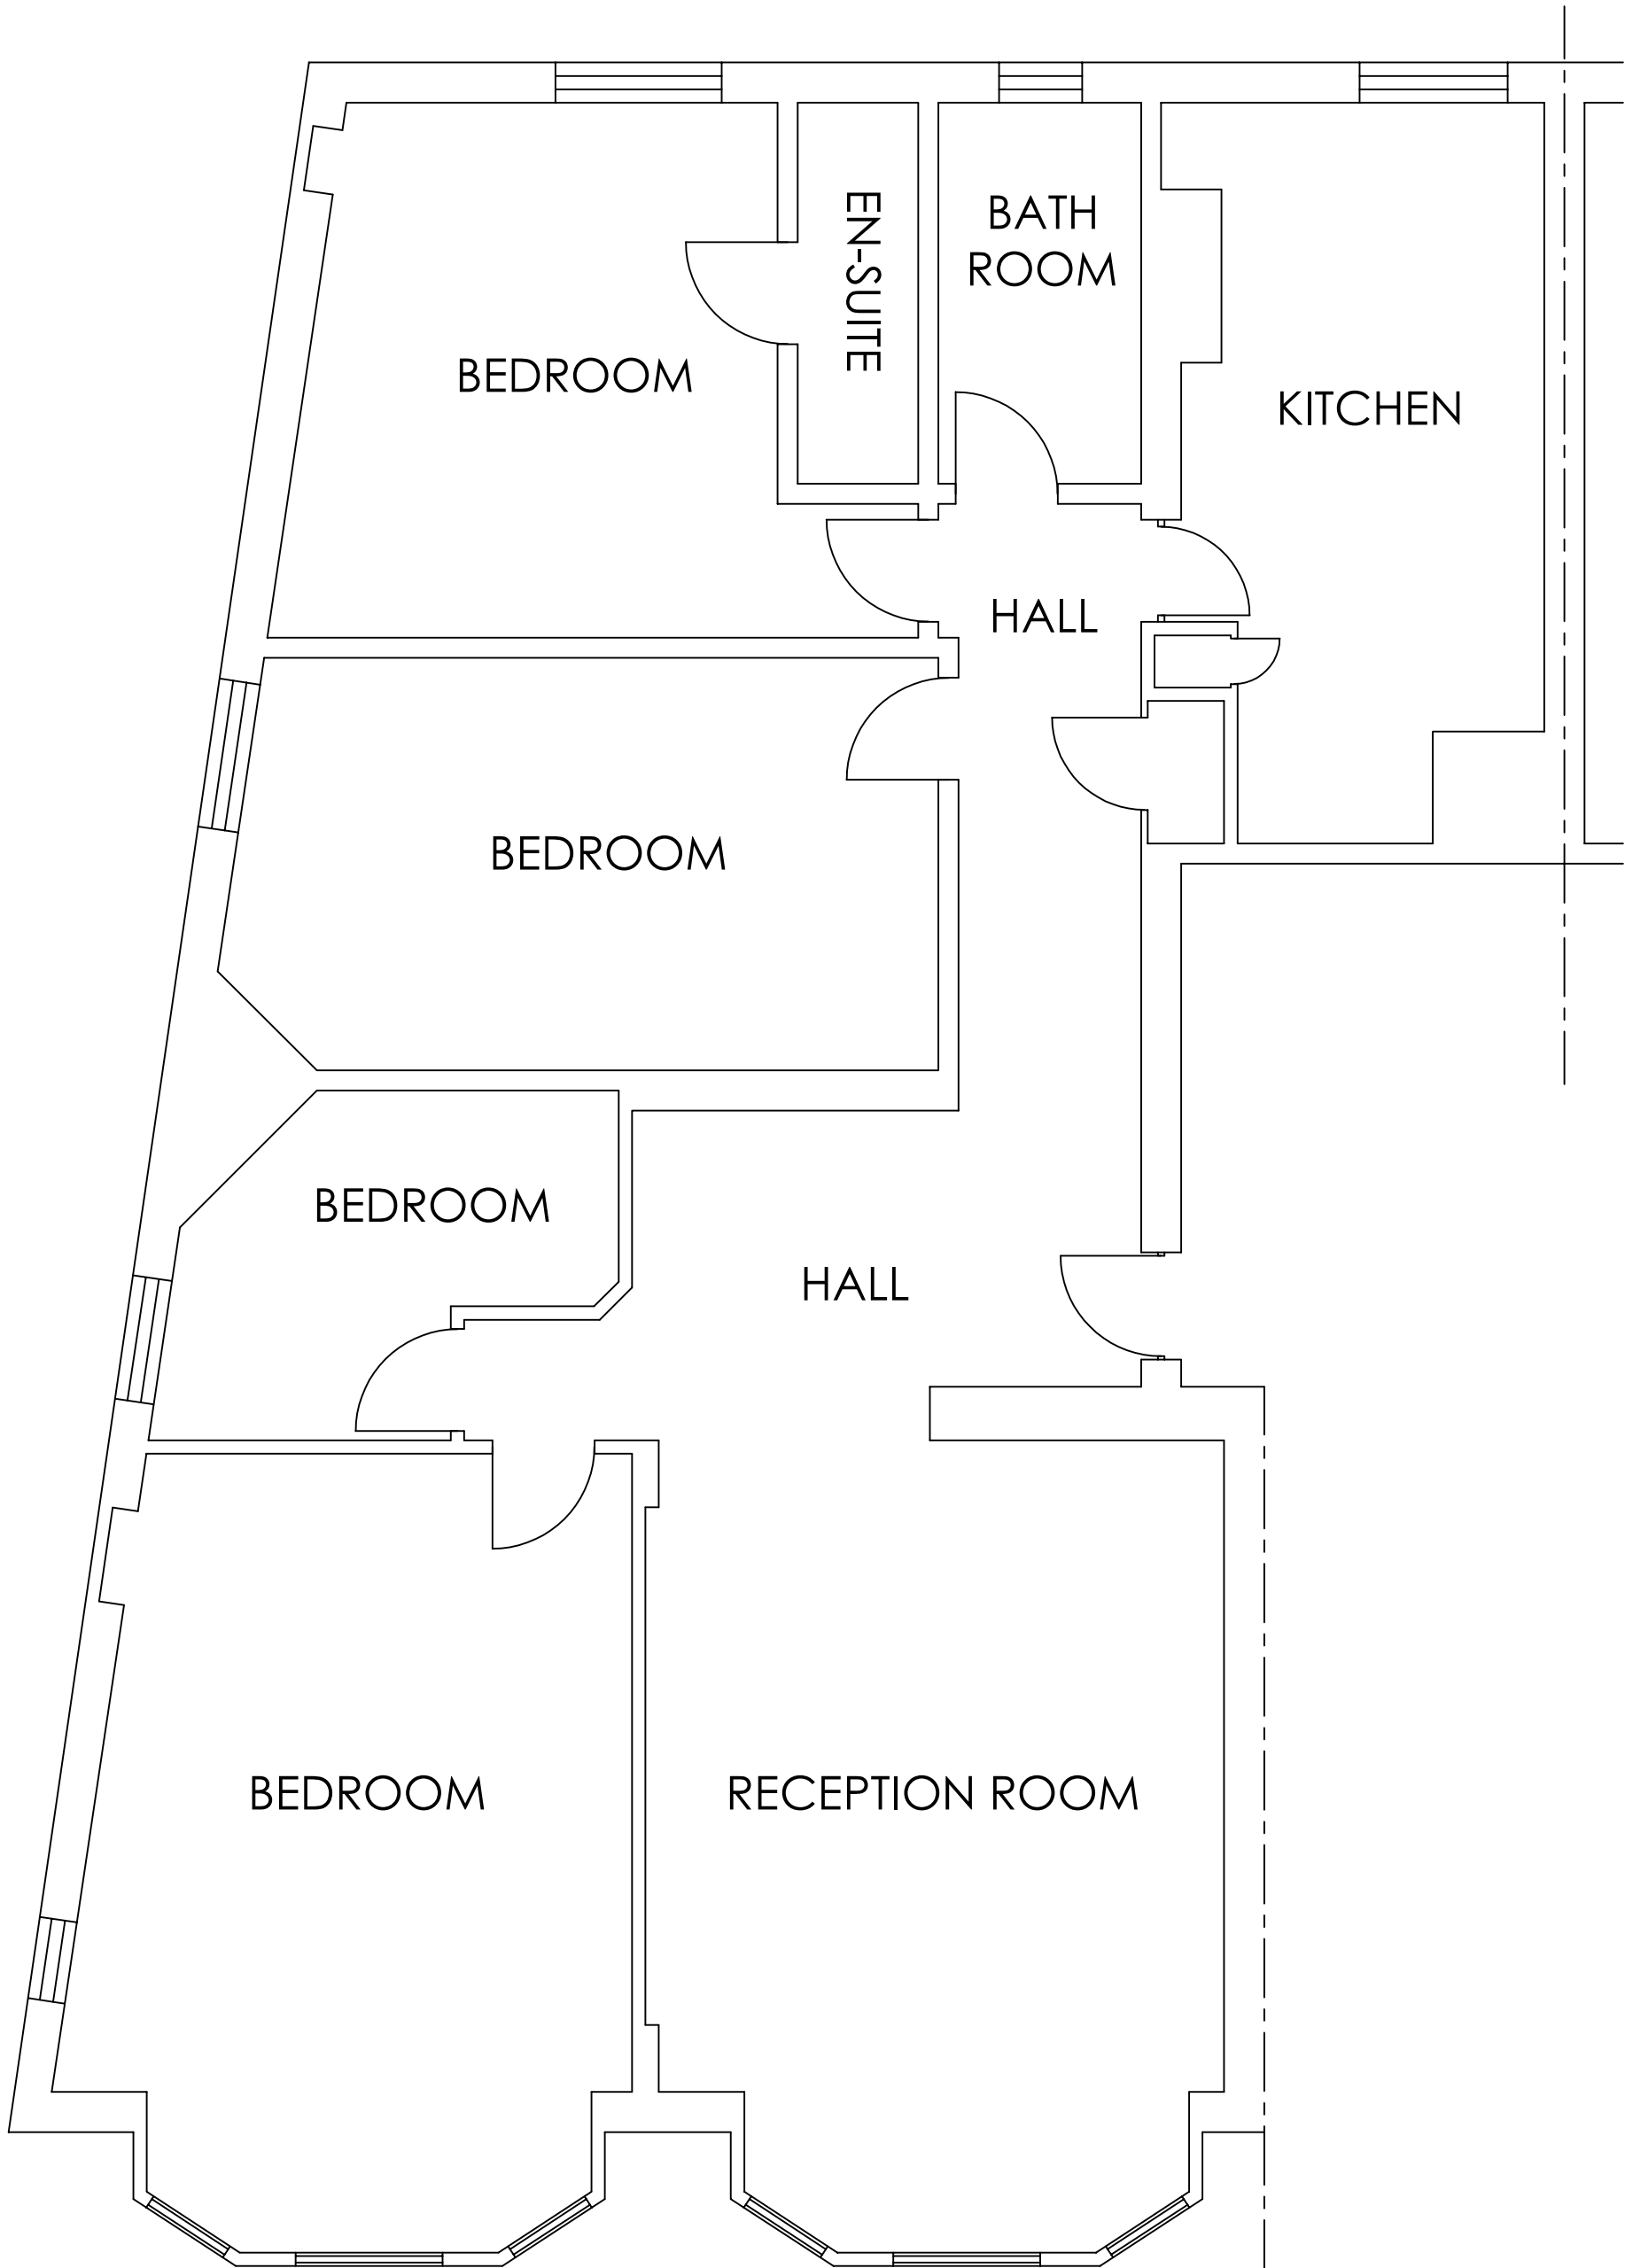 EN-SUITE
BATH
ROOM
BEDROOM
KITCHEN
HALL
BEDROOM
BEDROOM
HALL
BEDROOM
RECEPTION ROOM